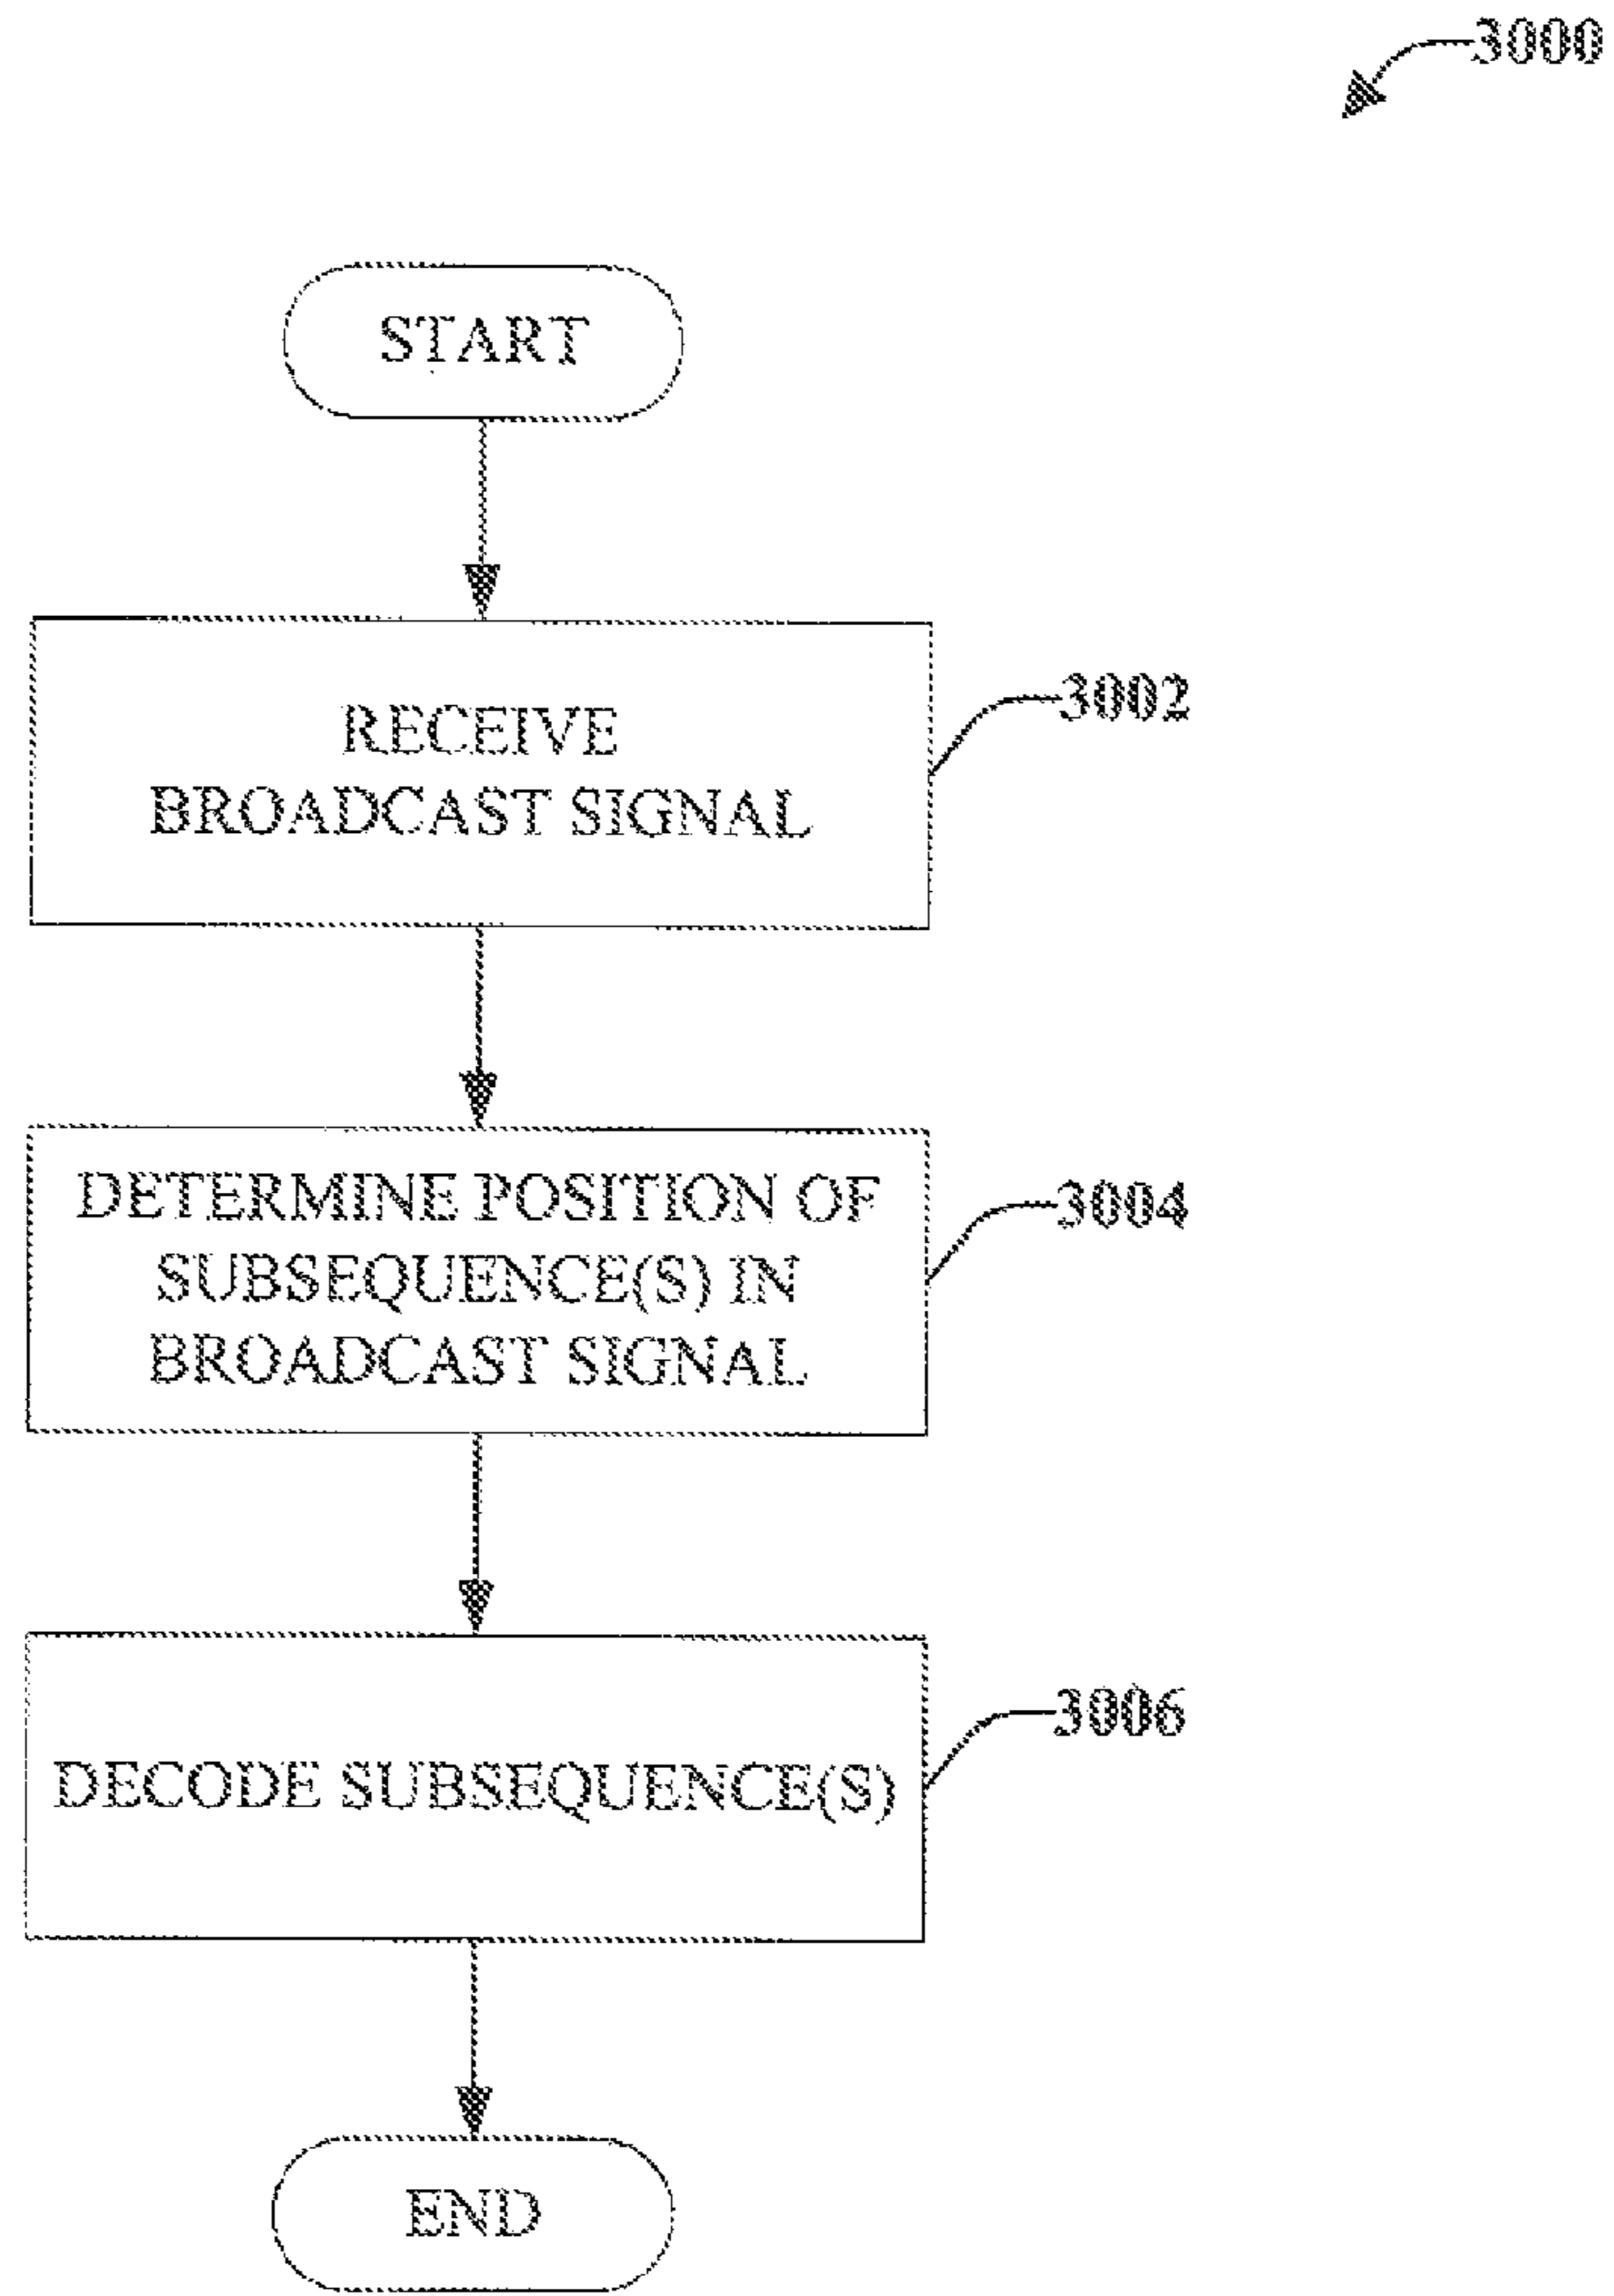 3000
START
RECEIVE
BROADCAST SIGNAL
3002
DETERMINE POSITION OF
SUBSEQUENCE(S) IN
BROADCAST SIGNAL
3004
DECODE SUBSEQUENCE(S)
3006
END